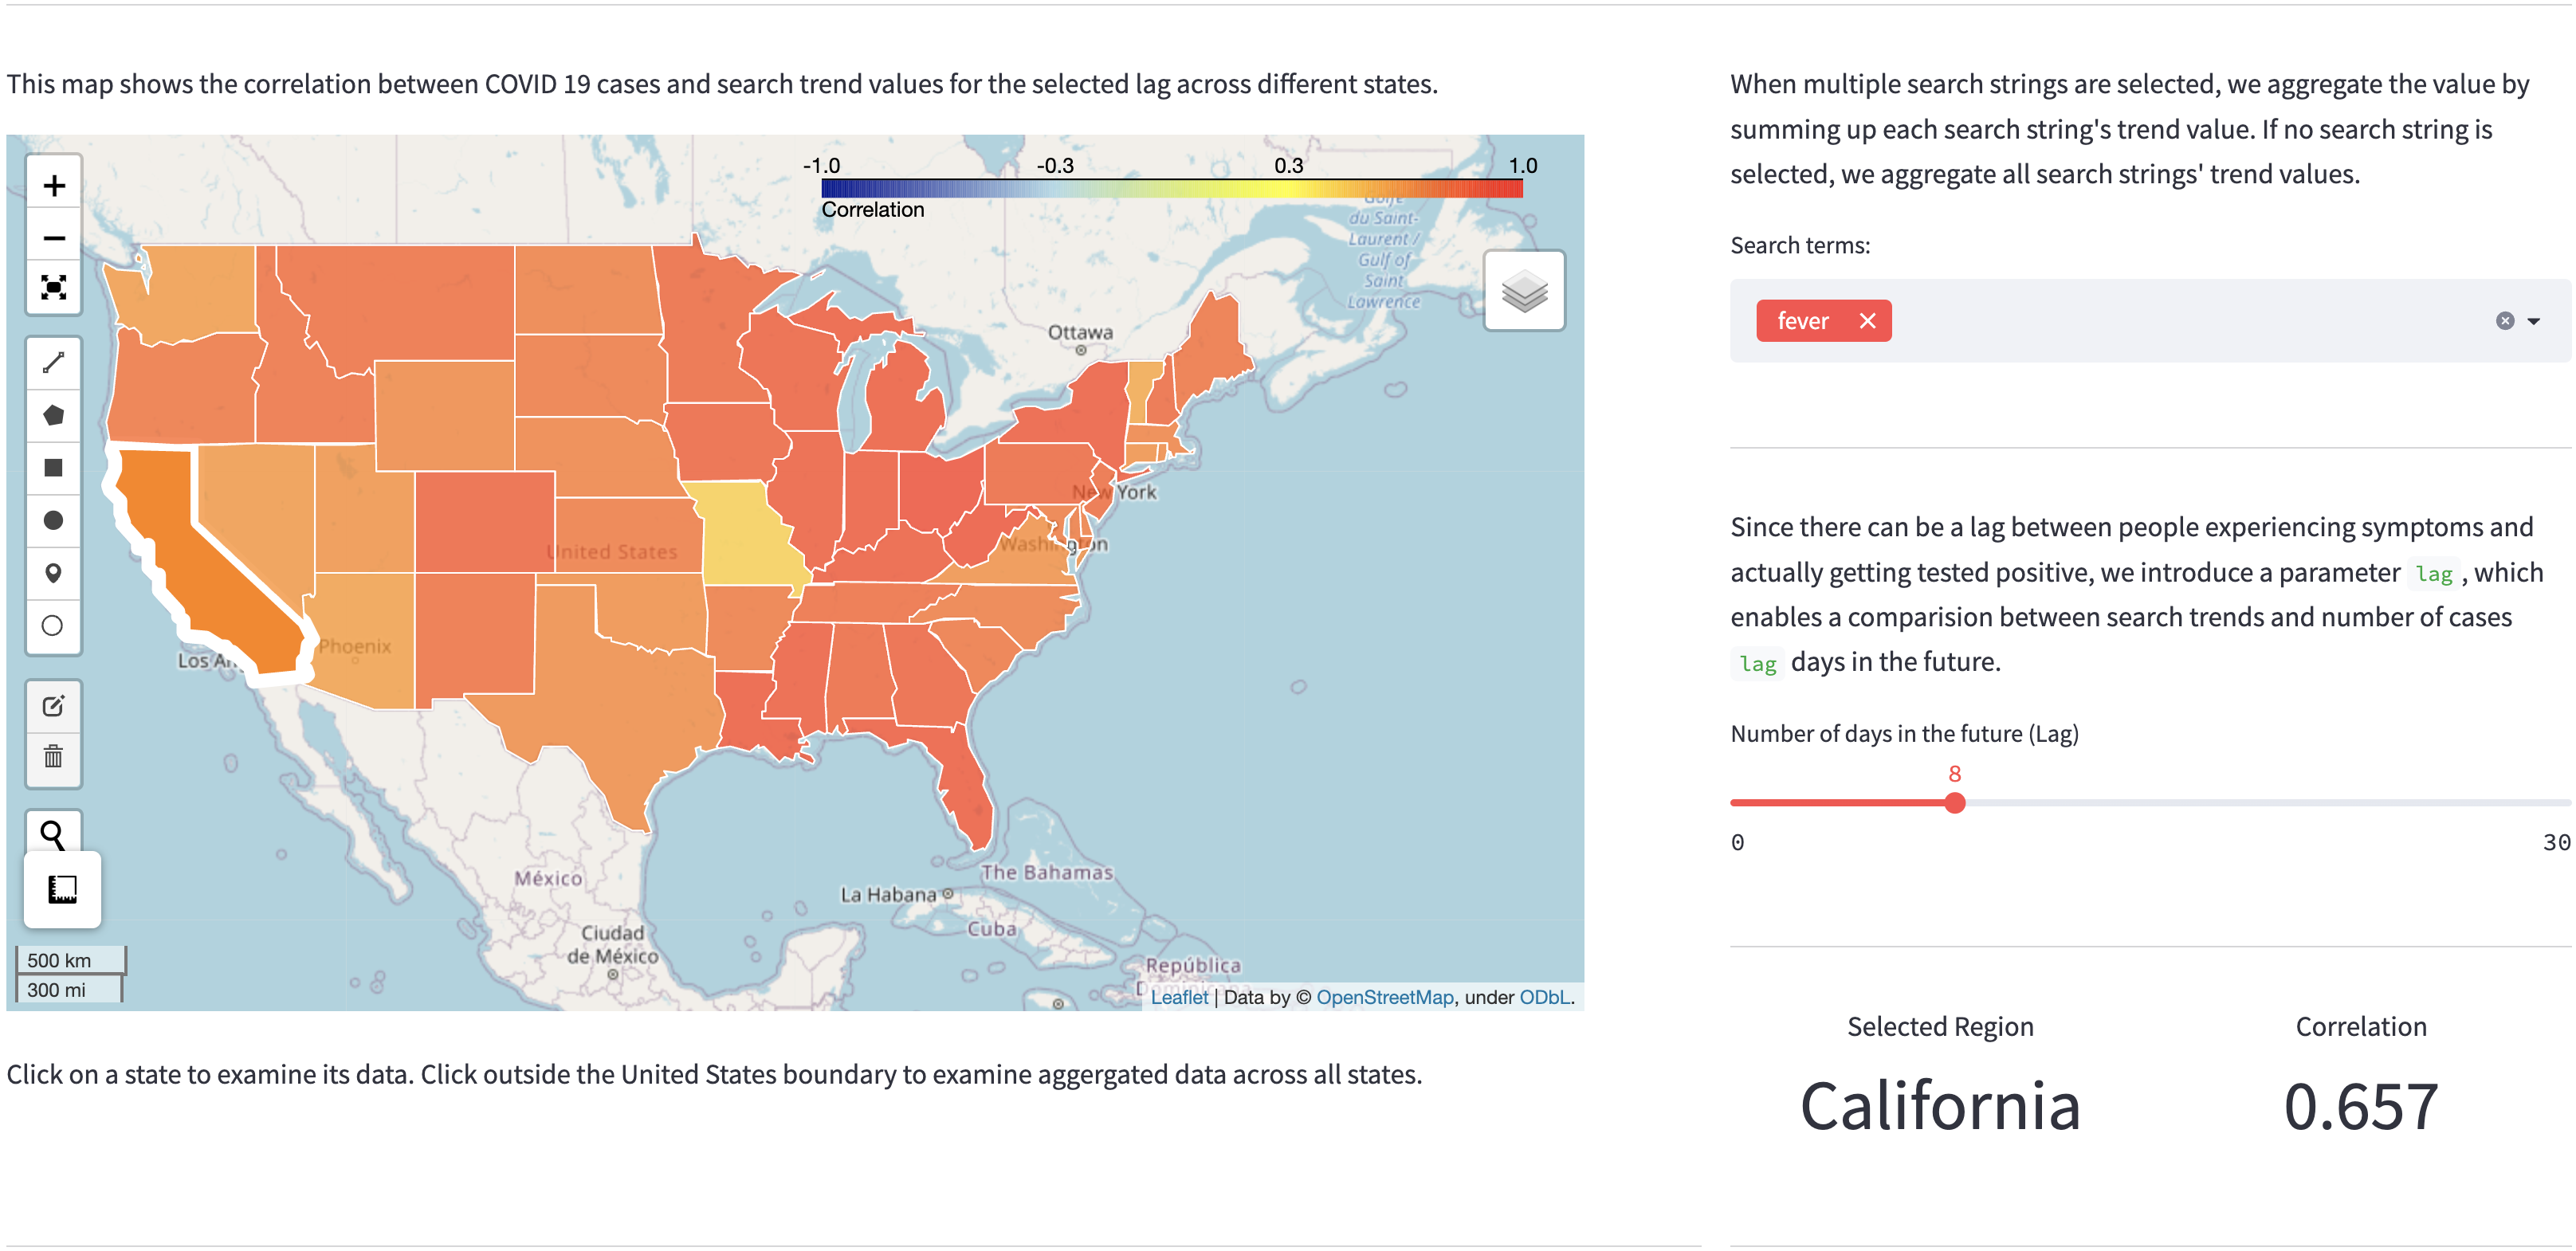 This map shows the correlation between COVID 19 cases and search trend values for the selected lag across different states.
+
−
-1.0 -0.3 0.3 1.0
Correlation
Golfe
du Saint-
Laurent /
Gulf of
Saint
Lawrence
Ottawa
New York
United States
Washington
Phoenix
Los An
México
The Bahamas
La Habana
Cuba
Ciudad
de México
República
Dominicana
500 km
300 mi
Leaflet | Data by © OpenStreetMap, under ODbL.
Click on a state to examine its data. Click outside the United States boundary to examine aggergated data across all states.
When multiple search strings are selected, we aggregate the value by
summing up each search string's trend value. If no search string is
selected, we aggregate all search strings' trend values.
Search terms:
fever
Since there can be a lag between people experiencing symptoms and
actually getting tested positive, we introduce a parameter lag , which
enables a comparision between search trends and number of cases
lag days in the future.
Number of days in the future (Lag)
8
0 30
Selected Region Correlation
California 0.657